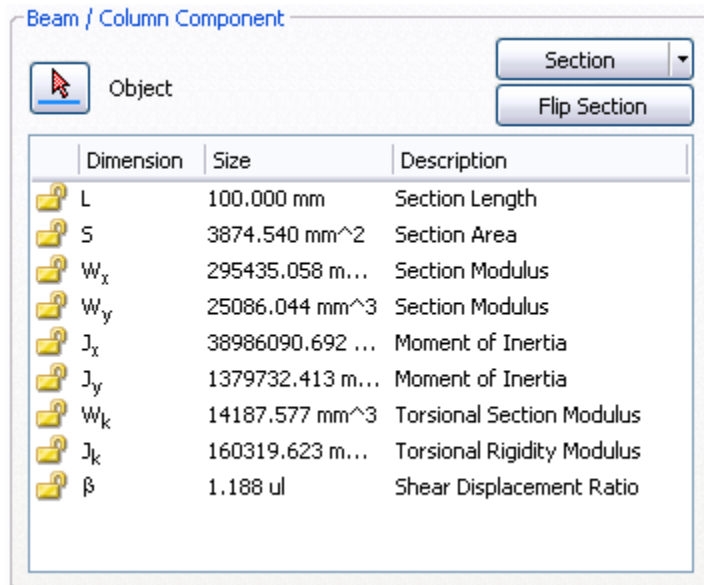 Beam / Column Component
Section
Object
Flip Section
Dimension Size Description
L 100.000 mm Section Length
S 3874.540 mm^2 Section Area
Wx 295435.058 m... Section Modulus
Wy 25086.044 mm^3 Section Modulus
Jx 38986090.692 ... Moment of Inertia
Jy 1379732.413 m... Moment of Inertia
Wk 14187.577 mm^3 Torsional Section Modulus
Jk 160319.623 m... Torsional Rigidity Modulus
β 1.188 ul Shear Displacement Ratio